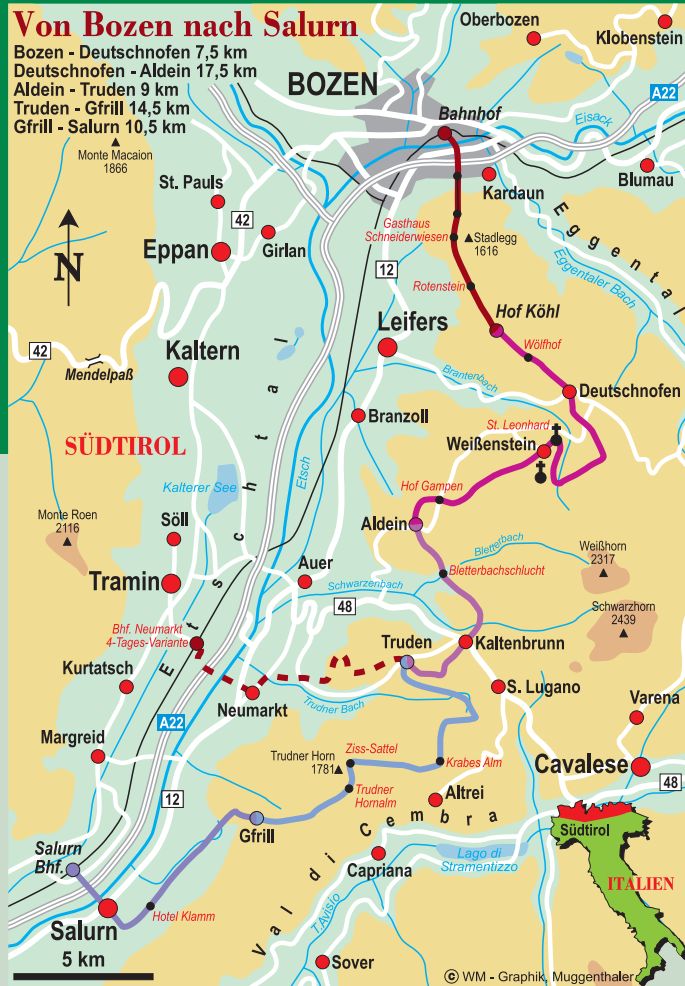 Von Bozen nach Salurn
Bozen - Deutschnofen 7,5 km
Deutschnofen - Aldein 17,5 km
Aldein - Truden 9 km
Truden - Gfrill 14,5 km
Gfrill - Salurn 10,5 km
Oberbozen
Klobenstein
BOZEN
A22
Bahnhof
Eisack
Monte Macaion
1866
St. Pauls
Kardaun
Blumau
42
Girlan
Eppan
Gasthaus
Schneiderwiesen
Stadlegg
1616
Eggental
Eggentaler Bach
N
12
Rotenstein
Hof Köhl
Leifers
42
Mendelpaß
Kaltern
Wölfhof
Brantenbach
Deutschnofen
Branzoll
St. Leonhard
Weißenstein
SÜDTIROL
Etsch
Etschtal
Kalterer See
Hof Gampen
Aldein
Monte Roen
2116
Söll
Bletterbach
Weißhorn
2317
Auer
Bletterbachschlucht
Tramin
Schwarzenbach
48
Schwarzhorn
2439
Bhf. Neumarkt
4-Tages-Variante
Truden
Kaltenbrunn
Kurtatsch
Neumarkt
Trudner Bach
S. Lugano
Varena
A22
Margreid
Ziss-Sattel
Trudner Horn
1781
Krabes Alm
Cavalese
48
12
Trudner
Hornalm
Altrei
Gfrill
Val di Cembra
Südtirol
Salurn
Bhf.
Capriana
Lago di
Stramentizzo
ITALIEN
Hotel Klamm
Salurn
T. Avisio
5 km
Sover
© WM - Graphik, Muggenthaler